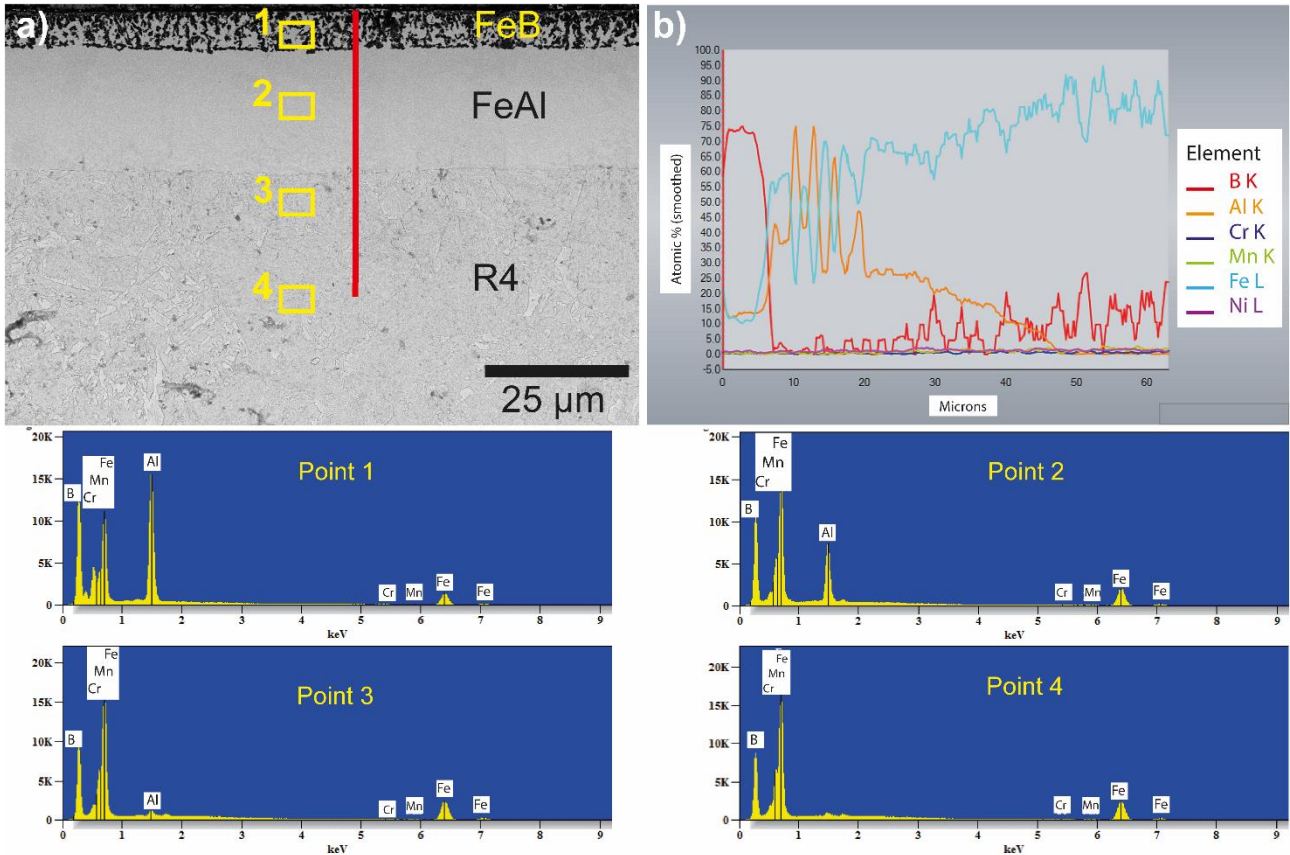 a)
1
FeB
2
FeAl
3
4
R4
25 µm
b)
Atomic % (smoothed)
100.0
95.0
90.0
85.0
80.0
75.0
70.0
65.0
60.0
55.0
50.0
45.0
40.0
35.0
30.0
25.0
20.0
15.0
10.0
5.0
0.0
-5.0
0 10 20 30 40 50 60
Microns
Element
B K
Al K
Cr K
Mn K
Fe L
Ni L
Point 1
20K
15K
10K
5K
0
B
Fe
Mn
Cr
Al
Cr
Mn
Fe
Fe
0 1 2 3 4 5 6 7 8 9
keV
Point 2
20K
15K
10K
5K
0
B
Fe
Mn
Cr
Al
Cr
Mn
Fe
Fe
0 1 2 3 4 5 6 7 8 9
keV
Point 3
20K
15K
10K
5K
0
B
Fe
Mn
Cr
Al
Cr
Mn
Fe
Fe
0 1 2 3 4 5 6 7 8 9
keV
Point 4
20K
15K
10K
5K
0
B
Fe
Mn
Cr
Cr
Mn
Fe
Fe
0 1 2 3 4 5 6 7 8 9
keV